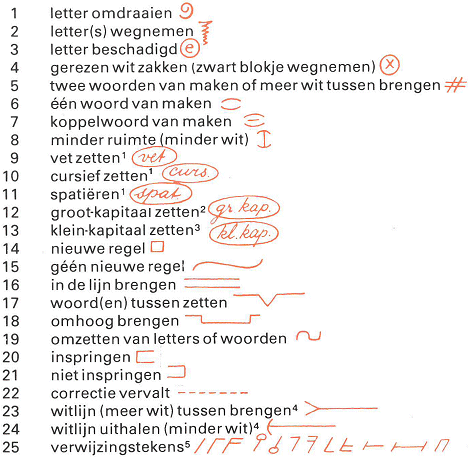 1 letter omdraaien
2 letter(s) wegnemen
3 letter beschadigd e
4 gerezen wit zakken (zwart blokje wegnemen) x
5 twee woorden van maken of meer wit tussen brengen #
6 één woord van maken
7 koppelwoord van maken
8 minder ruimte (minder wit)
9 vet zetten¹ vet
10 cursief zetten¹ curs.
11 spatiëren¹ spat.
12 groot-kapitaal zetten² gr. kap.
13 klein-kapitaal zetten³ kl. kap.
14 nieuwe regel
15 géén nieuwe regel
16 in de lijn brengen
17 woord(en) tussen zetten
18 omhoog brengen
19 omzetten van letters of woorden
20 inspringen
21 niet inspringen
22 correctie vervalt
23 witlijn (meer wit) tussen brengen⁴
24 witlijn uithalen (minder wit)⁴
25 verwijzingstekens⁵